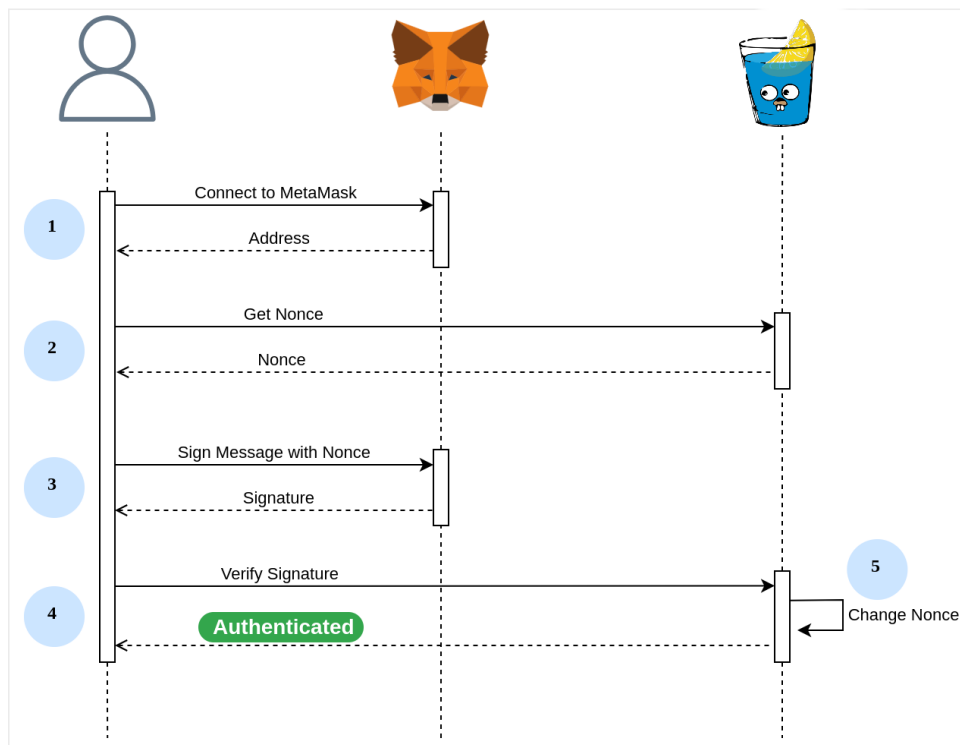 Connect to MetaMask
1
Address
Get Nonce
2
Nonce
Sign Message with Nonce
3
Signature
Verify Signature
5
4
Authenticated
Change Nonce